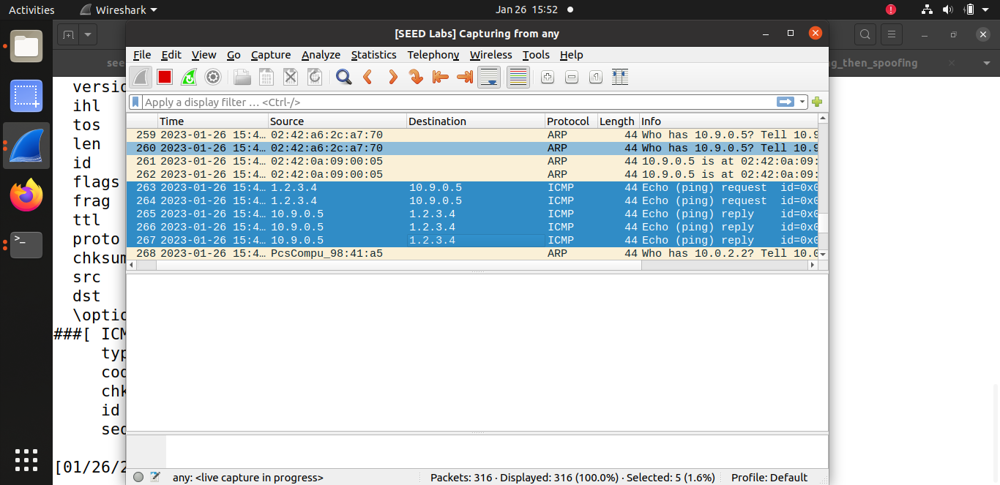 Activities Wireshark Jan 26 15:52
[SEED Labs] Capturing from any
File Edit View Go Capture Analyze Statistics Telephony Wireless Tools Help
Apply a display filter … <Ctrl-/>
Time Source Destination Protocol Length Info
259 2023-01-26 15:4… 02:42:a6:2c:a7:70 ARP 44 Who has 10.9.0.5? Tell 10.9
260 2023-01-26 15:4… 02:42:a6:2c:a7:70 ARP 44 Who has 10.9.0.5? Tell 10.9
261 2023-01-26 15:4… 02:42:0a:09:00:05 ARP 44 10.9.0.5 is at 02:42:0a:09:
262 2023-01-26 15:4… 02:42:0a:09:00:05 ARP 44 10.9.0.5 is at 02:42:0a:09:
263 2023-01-26 15:4… 1.2.3.4 10.9.0.5 ICMP 44 Echo (ping) request id=0x0
264 2023-01-26 15:4… 1.2.3.4 10.9.0.5 ICMP 44 Echo (ping) request id=0x0
265 2023-01-26 15:4… 10.9.0.5 1.2.3.4 ICMP 44 Echo (ping) reply id=0x0
266 2023-01-26 15:4… 10.9.0.5 1.2.3.4 ICMP 44 Echo (ping) reply id=0x0
267 2023-01-26 15:4… 10.9.0.5 1.2.3.4 ICMP 44 Echo (ping) reply id=0x0
268 2023-01-26 15:4… PcsCompu_98:41:a5 ARP 44 Who has 10.0.2.2? Tell 10.0
any: <live capture in progress> Packets: 316 · Displayed: 316 (100.0%) · Selected: 5 (1.6%) Profile: Default
see
g_then_spoofing
versio
ihl
tos
len
id
flags
frag
ttl
proto
chksum
src
dst
\optio
###[ ICM
typ
cod
chk
id
seq
[01/26/2